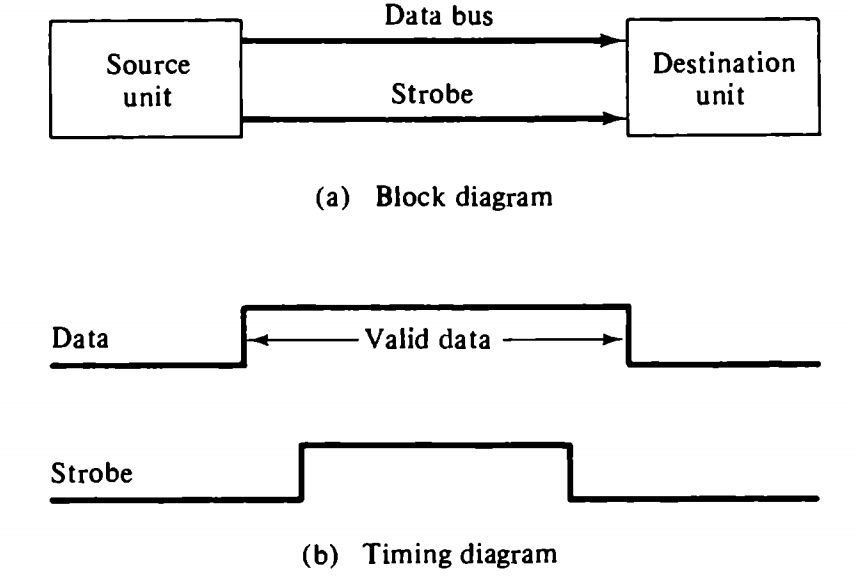 Data bus
Source
unit
Destination
unit
Strobe
(a) Block diagram
Data
Valid data
Strobe
(b) Timing diagram